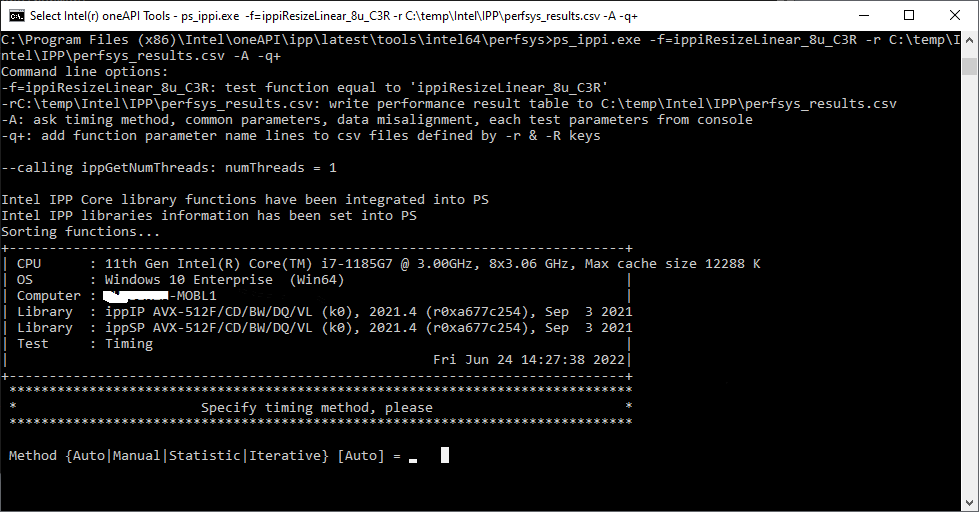 Select Intel(r) oneAPI Tools - ps_ippi.exe -f=ippiResizeLinear_8u_C3R -r C:\temp\Intel\IPP\perfsys_results.csv -A -q+
C:\Program Files (x86)\Intel\oneAPI\ipp\latest\tools\intel64\perfsys>ps_ippi.exe -f=ippiResizeLinear_8u_C3R -r C:\temp\I
ntel\IPP\perfsys_results.csv -A -q+
Command line options:
-f=ippiResizeLinear_8u_C3R: test function equal to 'ippiResizeLinear_8u_C3R'
-rC:\temp\Intel\IPP\perfsys_results.csv: write performance result table to C:\temp\Intel\IPP\perfsys_results.csv
-A: ask timing method, common parameters, data misalignment, each test parameters from console
-q+: add function parameter name lines to csv files defined by -r & -R keys
--calling ippGetNumThreads: numThreads = 1
Intel IPP Core library functions have been integrated into PS
Intel IPP libraries information has been set into PS
Sorting functions...
+-----------------------------------------------------------------------------+
| CPU      : 11th Gen Intel(R) Core(TM) i7-1185G7 @ 3.00GHz, 8x3.06 GHz, Max cache size 12288 K
| OS       : Windows 10 Enterprise  (Win64)                                   |
| Computer : -MOBL1                                                           |
| Library  : ippIP AVX-512F/CD/BW/DQ/VL (k0), 2021.4 (r0xa677c254), Sep  3 2021
| Library  : ippSP AVX-512F/CD/BW/DQ/VL (k0), 2021.4 (r0xa677c254), Sep  3 2021
| Test     : Timing                                                           |
|                                                     Fri Jun 24 14:27:38 2022|
+-----------------------------------------------------------------------------+
******************************************************************************
*                       Specify timing method, please                        *
******************************************************************************
Method {Auto|Manual|Statistic|Iterative} [Auto] = _